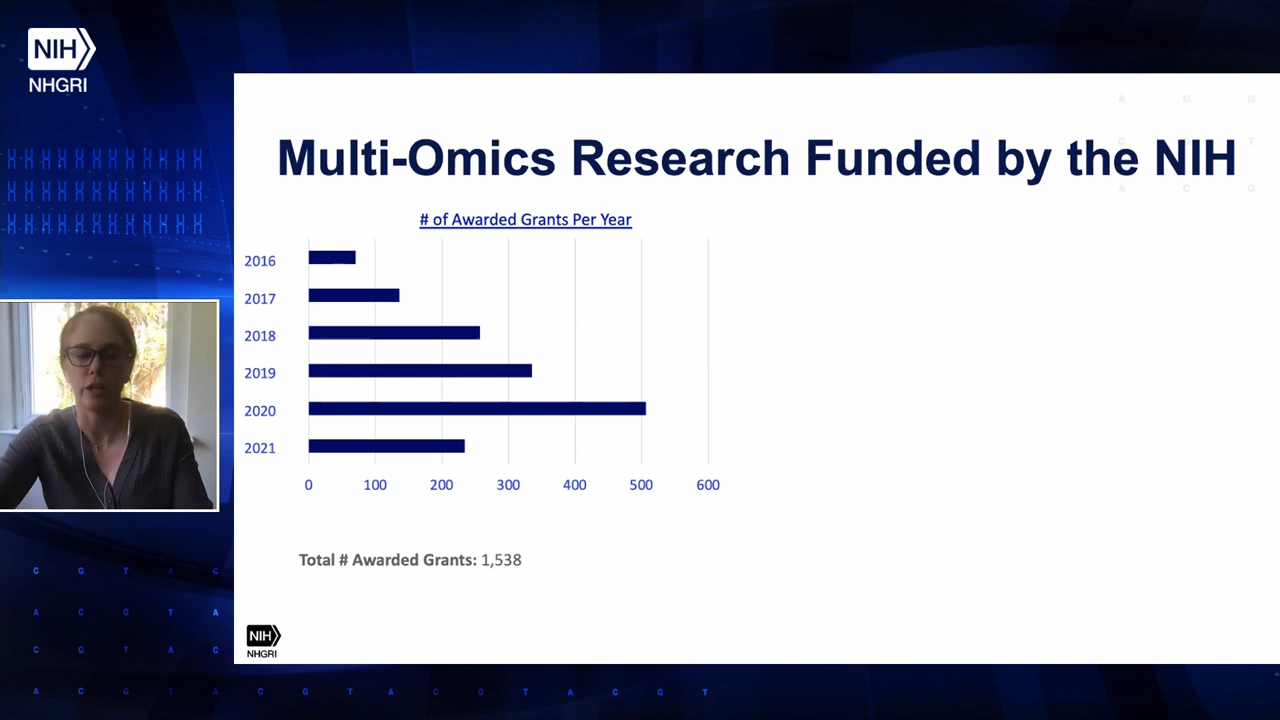 NIH
NHGRI
A C G
G T
A C G
Multi-Omics Research Funded by the NIH
# of Awarded Grants Per Year
2016
2017
2018
2019
2020
2021
0 100 200 300 400 500 600
Total # Awarded Grants: 1,538
NIH
NHGRI
C G T A C
A C G T A
C G T A C
A C G T A C G T A C G T A C G T